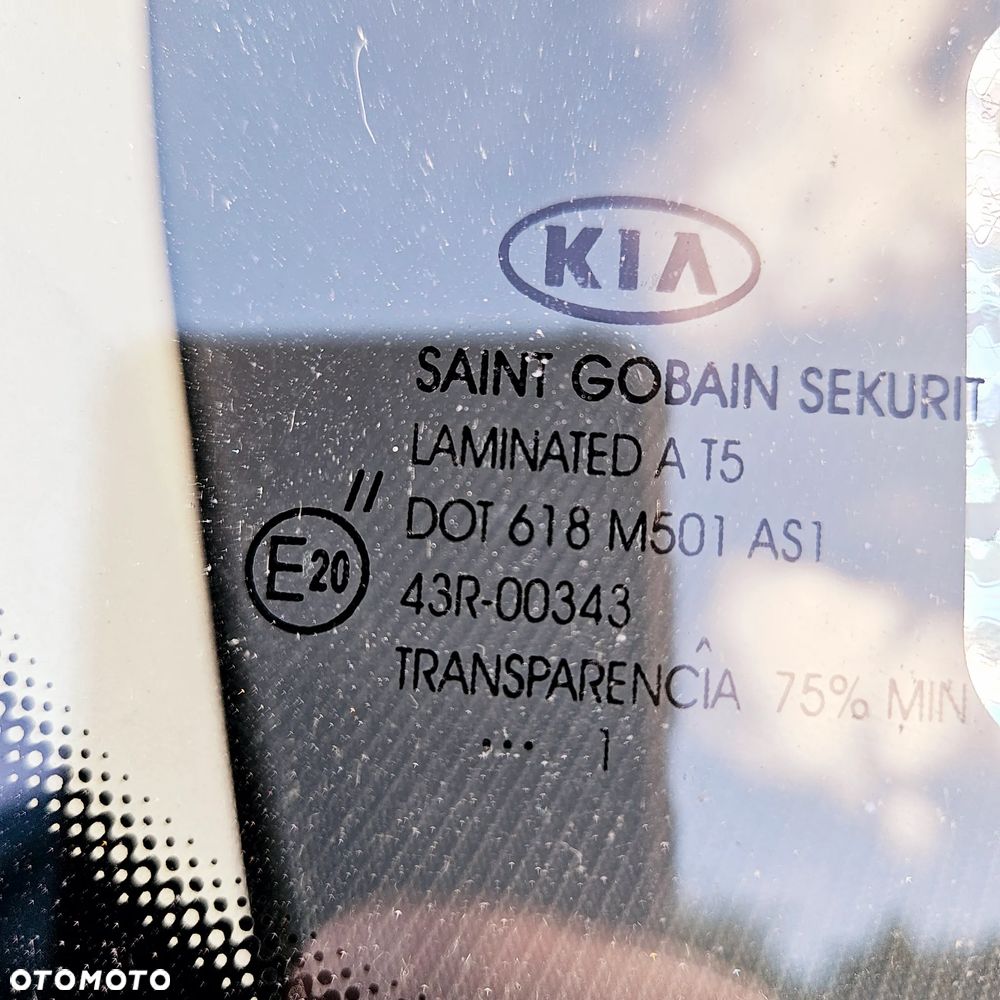 KIA
SAINT GOBAIN SEKURIT
LAMINATED A T5
DOT 618 M501 AS1
E20 //
43R-00343
TRANSPARENCÎA 75% MIN
... 1
OTOMOTO